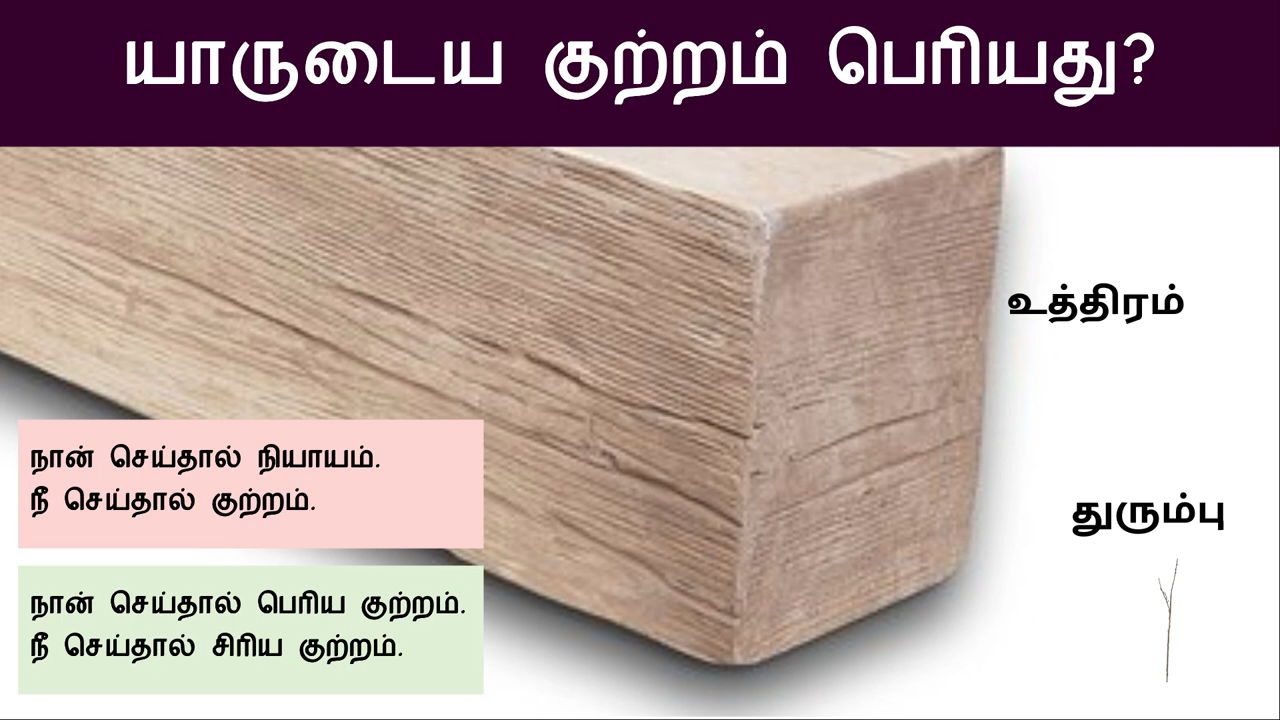 யாருடைய குற்றம் பெரியது?
உத்திரம்
நான் செய்தால் நியாயம்.
நீ செய்தால் குற்றம்.
துரும்பு
நான் செய்தால் பெரிய குற்றம்.
நீ செய்தால் சிரிய குற்றம்.